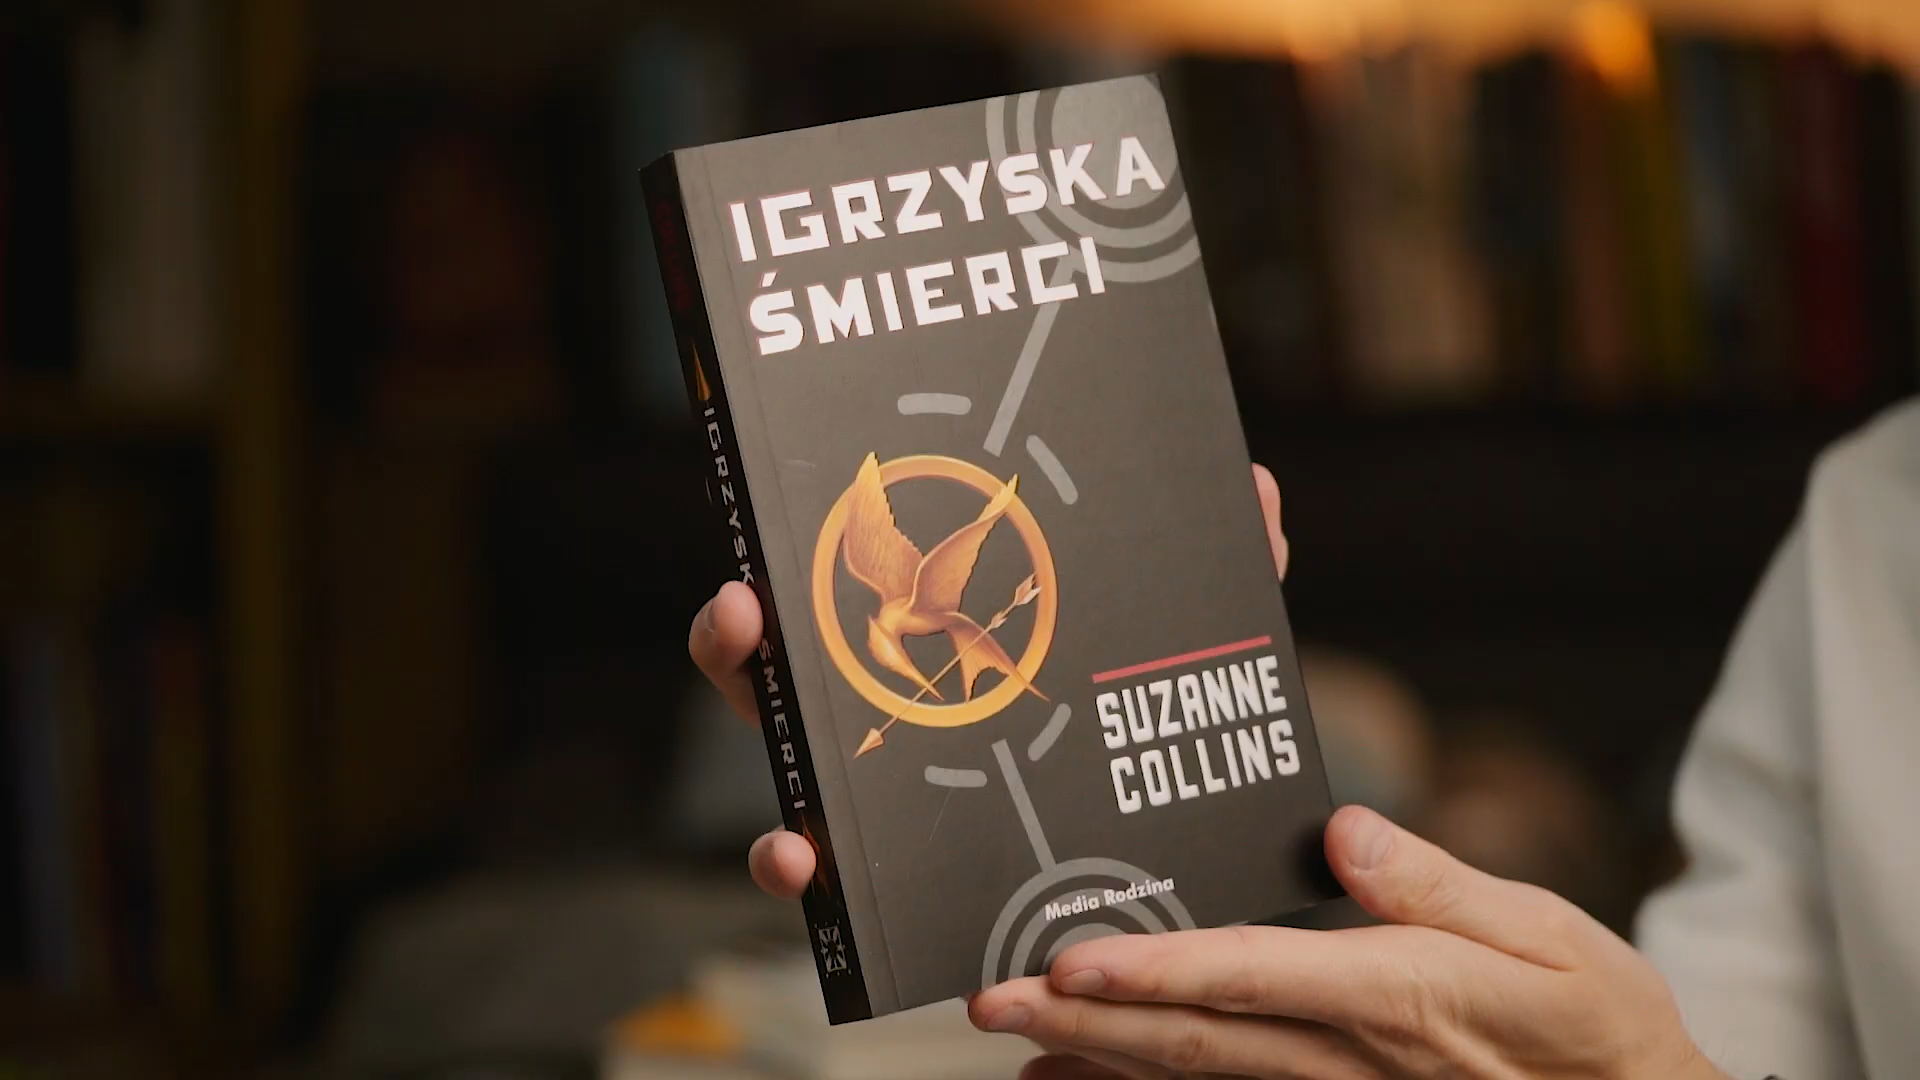 IGRZYSKA
ŚMIERCI
SUZANNE
COLLINS
Media Rodzina
IGRZYSKA ŚMIERCI